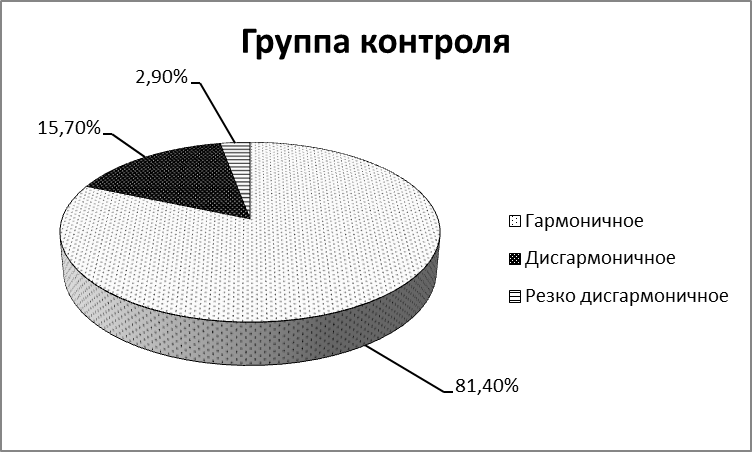 Группа контроля
2,90%
15,70%
Гармоничное
Дисгармоничное
Резко дисгармоничное
81,40%